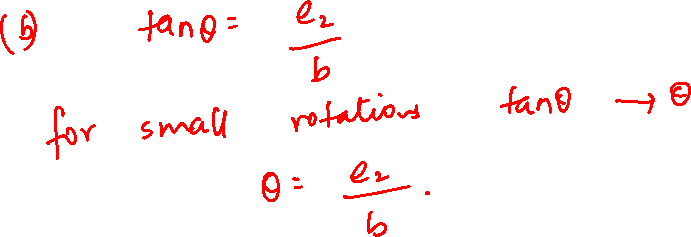 (b) tanθ = e₂/b
for small rotations tanθ → θ
θ = e₂/b.